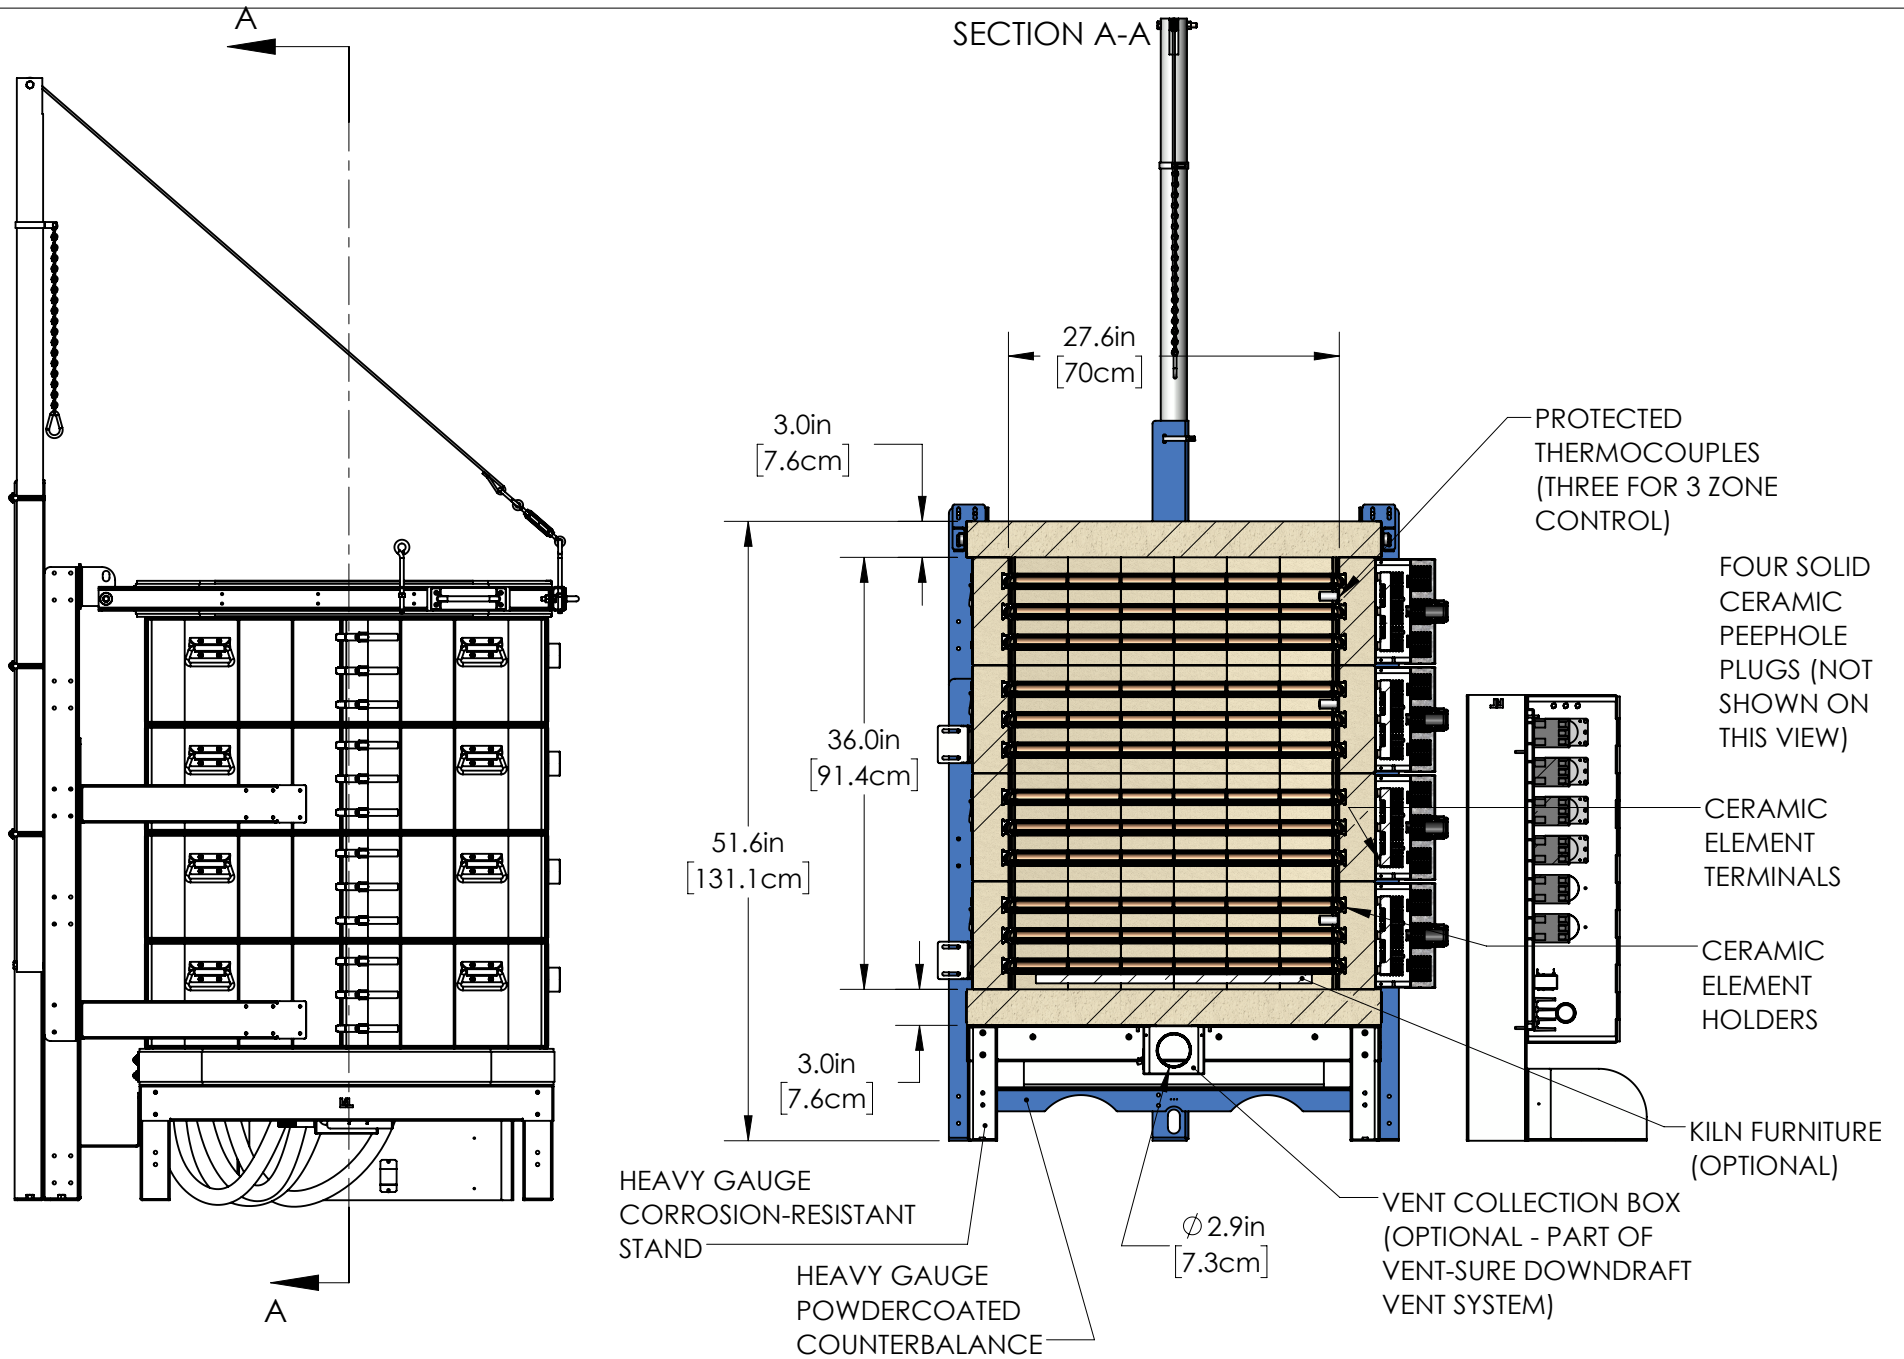 A
SECTION A-A
27.6in
[70cm]
3.0in
[7.6cm]
PROTECTED
THERMOCOUPLES
(THREE FOR 3 ZONE
CONTROL)
FOUR SOLID
CERAMIC
PEEPHOLE
PLUGS (NOT
SHOWN ON
THIS VIEW)
36.0in
[91.4cm]
51.6in
[131.1cm]
CERAMIC
ELEMENT
TERMINALS
CERAMIC
ELEMENT
HOLDERS
3.0in
[7.6cm]
KILN FURNITURE
(OPTIONAL)
HEAVY GAUGE
CORROSION-RESISTANT
STAND
∅2.9in
[7.3cm]
VENT COLLECTION BOX
(OPTIONAL - PART OF
VENT-SURE DOWNDRAFT
VENT SYSTEM)
HEAVY GAUGE
POWDERCOATED
COUNTERBALANCE
A